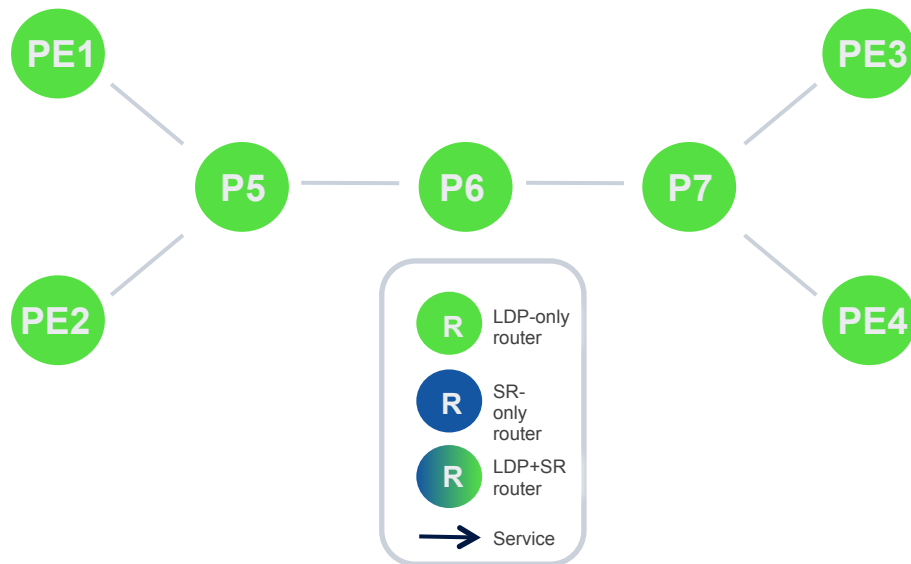 PE1
PE3
P5
P6
P7
PE2
PE4
R
LDP-only
router
R
SR-
only
router
R
LDP+SR
router
Service